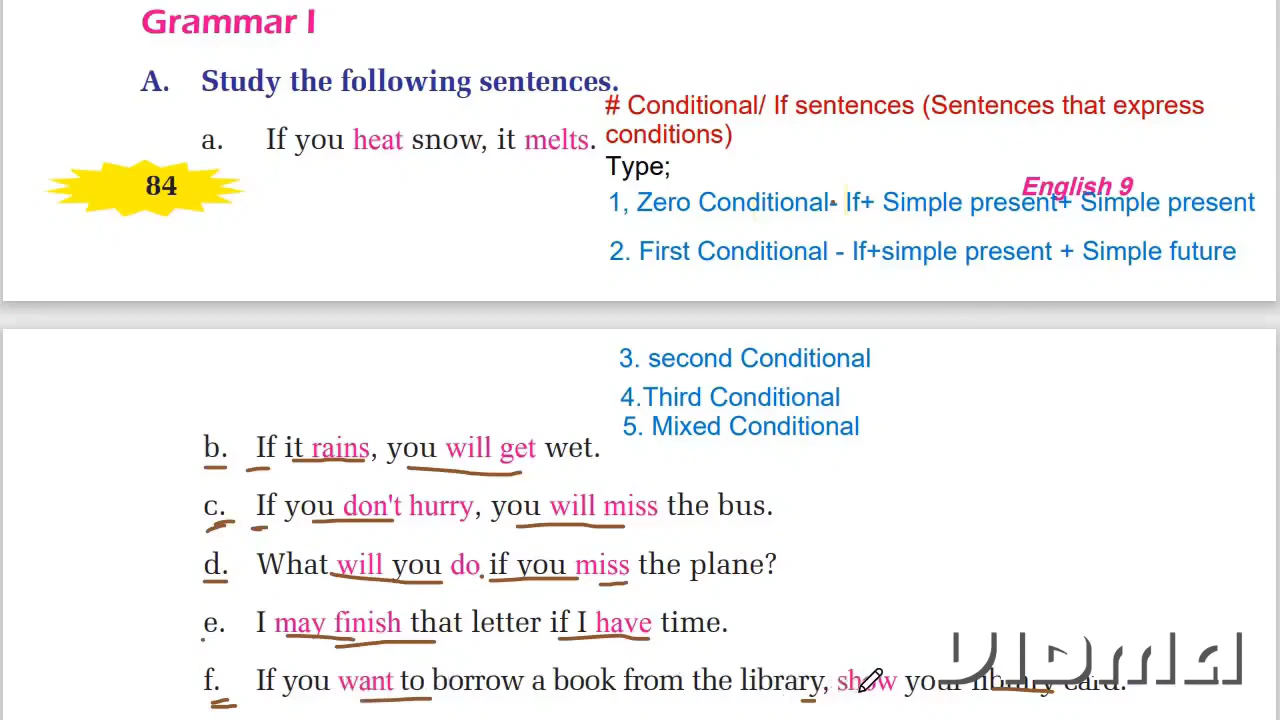 Grammar I
A. Study the following sentences.
# Conditional/ If sentences (Sentences that express
conditions)
a. If you heat snow, it melts.
Type;
84
English 9
1, Zero Conditional- If+ Simple present+ Simple present
2. First Conditional - If+simple present + Simple future
3. second Conditional
4.Third Conditional
5. Mixed Conditional
b. If it rains, you will get wet.
c. If you don't hurry, you will miss the bus.
d. What will you do if you miss the plane?
e. I may finish that letter if I have time.
f. If you want to borrow a book from the library, show your library card.
VIDMA